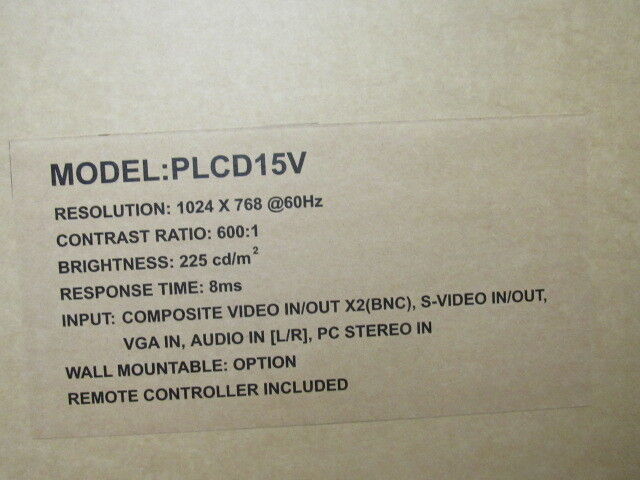 MODEL:PLCD15V
RESOLUTION: 1024 X 768 @60Hz
CONTRAST RATIO: 600:1
BRIGHTNESS: 225 cd/m²
RESPONSE TIME: 8ms
INPUT: COMPOSITE VIDEO IN/OUT X2(BNC), S-VIDEO IN/OUT,
VGA IN, AUDIO IN [L/R], PC STEREO IN
WALL MOUNTABLE: OPTION
REMOTE CONTROLLER INCLUDED